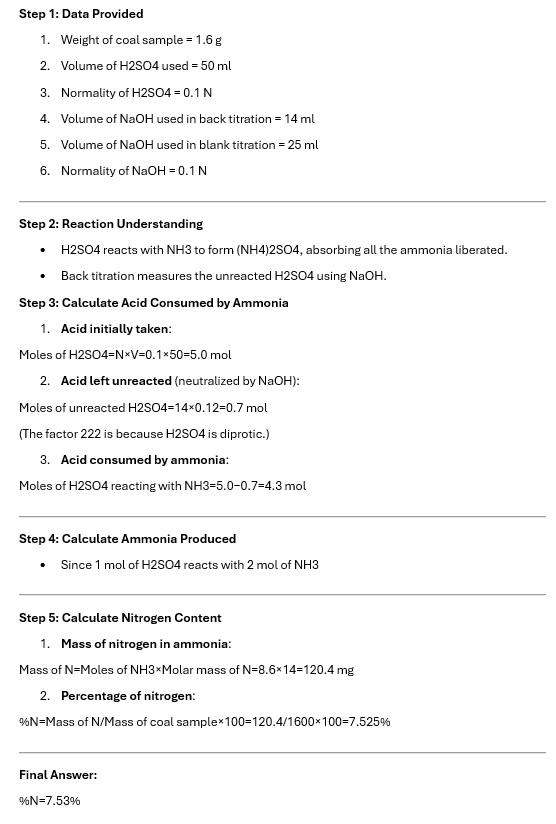 Step 1: Data Provided
1. Weight of coal sample = 1.6 g
2. Volume of H2SO4 used = 50 ml
3. Normality of H2SO4 = 0.1 N
4. Volume of NaOH used in back titration = 14 ml
5. Volume of NaOH used in blank titration = 25 ml
6. Normality of NaOH = 0.1 N
Step 2: Reaction Understanding
• H2SO4 reacts with NH3 to form (NH4)2SO4, absorbing all the ammonia liberated.
• Back titration measures the unreacted H2SO4 using NaOH.
Step 3: Calculate Acid Consumed by Ammonia
1. Acid initially taken:
Moles of H2SO4=N×V=0.1×50=5.0 mol
2. Acid left unreacted (neutralized by NaOH):
Moles of unreacted H2SO4=14×0.12=0.7 mol
(The factor 222 is because H2SO4 is diprotic.)
3. Acid consumed by ammonia:
Moles of H2SO4 reacting with NH3=5.0−0.7=4.3 mol
Step 4: Calculate Ammonia Produced
• Since 1 mol of H2SO4 reacts with 2 mol of NH3
Step 5: Calculate Nitrogen Content
1. Mass of nitrogen in ammonia:
Mass of N=Moles of NH3×Molar mass of N=8.6×14=120.4 mg
2. Percentage of nitrogen:
%N=Mass of N/Mass of coal sample×100=120.4/1600×100=7.525%
Final Answer:
%N=7.53%